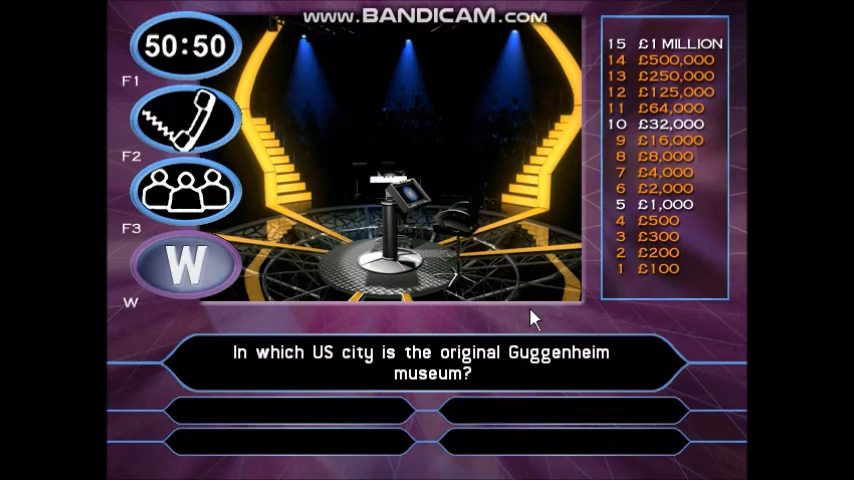 www.BANDICAM.com
50:50
F1
F2
F3
W
W
15 £1 MILLION
14 £500,000
13 £250,000
12 £125,000
11 £64,000
10 £32,000
9 £16,000
8 £8,000
7 £4,000
6 £2,000
5 £1,000
4 £500
3 £300
2 £200
1 £100
In which US city is the original Guggenheim
museum?